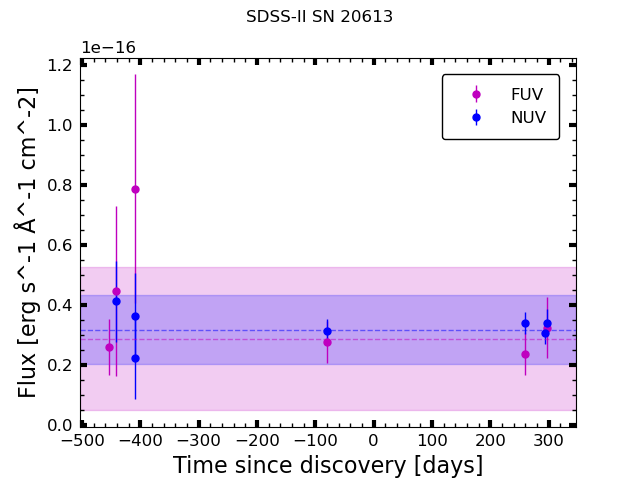 SDSS-II SN 20613
1e−16
FUV
NUV
1.2
1.0
0.8
0.6
0.4
0.2
0.0
Flux [erg s^-1 Å^-1 cm^-2]
−500 −400 −300 −200 −100 0 100 200 300
Time since discovery [days]